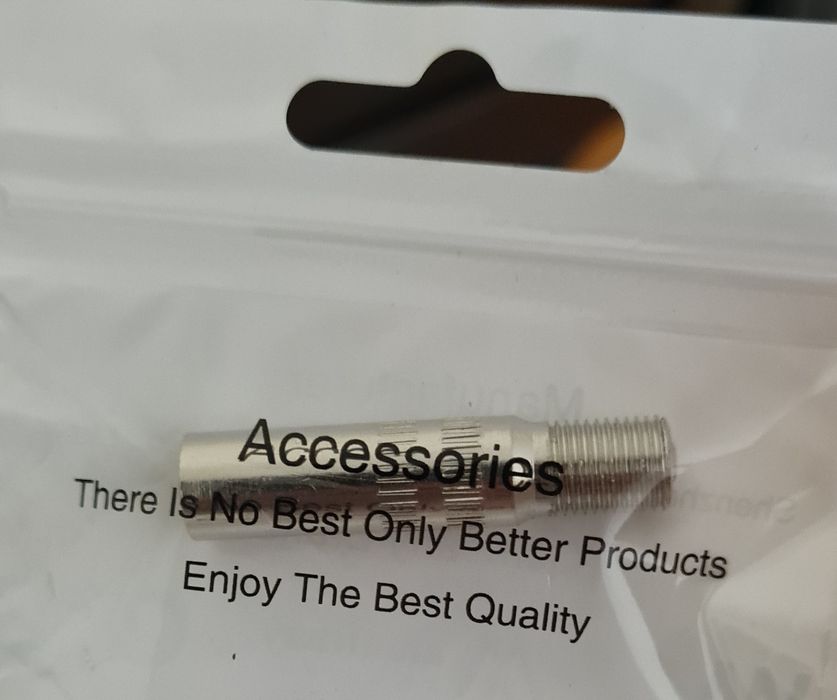 Accessories
There Is No Best Only Better Products
Enjoy The Best Quality